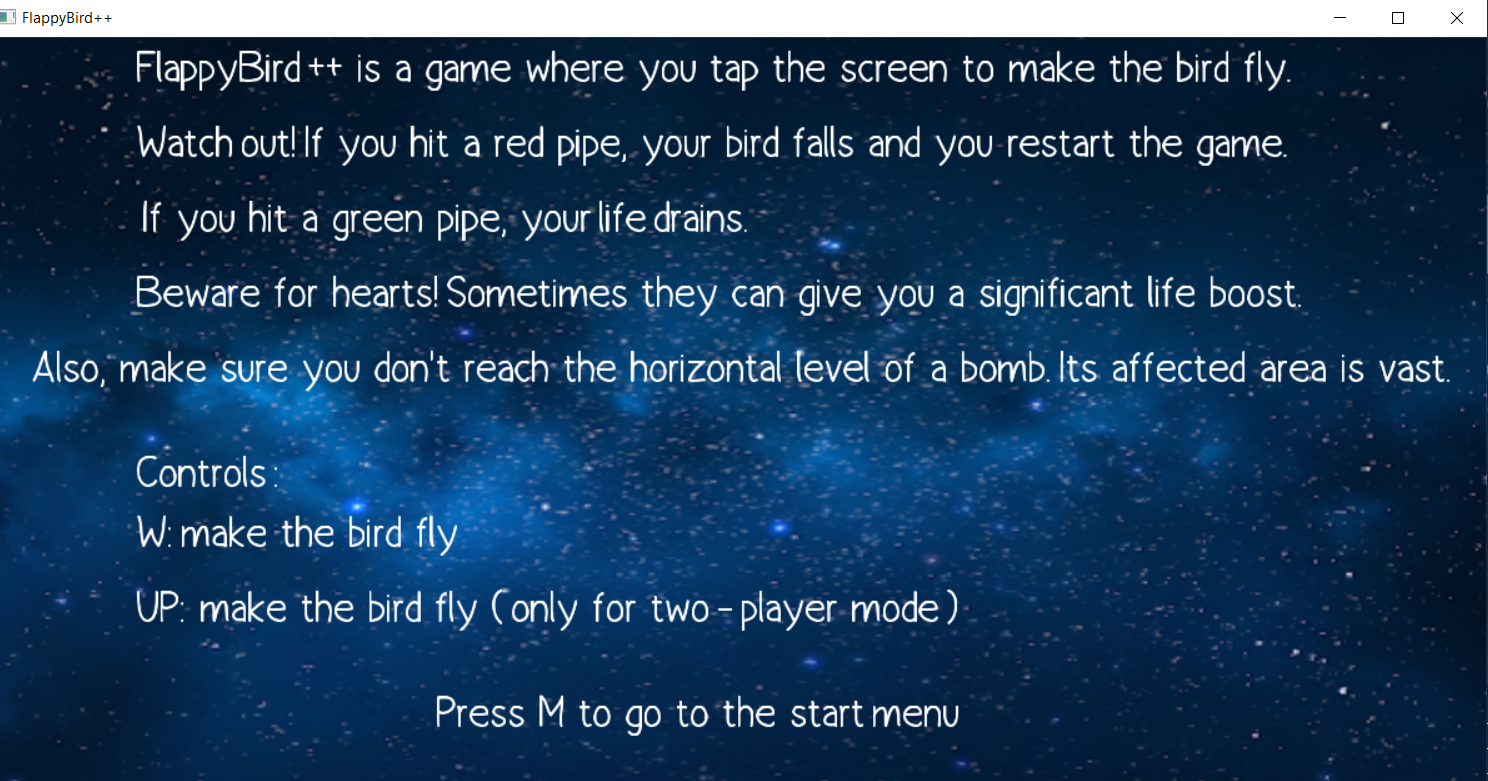 FlappyBird++
FlappyBird++ is a game where you tap the screen to make the bird fly.
Watch out! If you hit a red pipe, your bird falls and you restart the game.
If you hit a green pipe, your life drains.
Beware for hearts! Sometimes they can give you a significant life boost.
Also, make sure you don't reach the horizontal level of a bomb. Its affected area is vast.
Controls:
W: make the bird fly
UP: make the bird fly (only for two-player mode)
Press M to go to the start menu